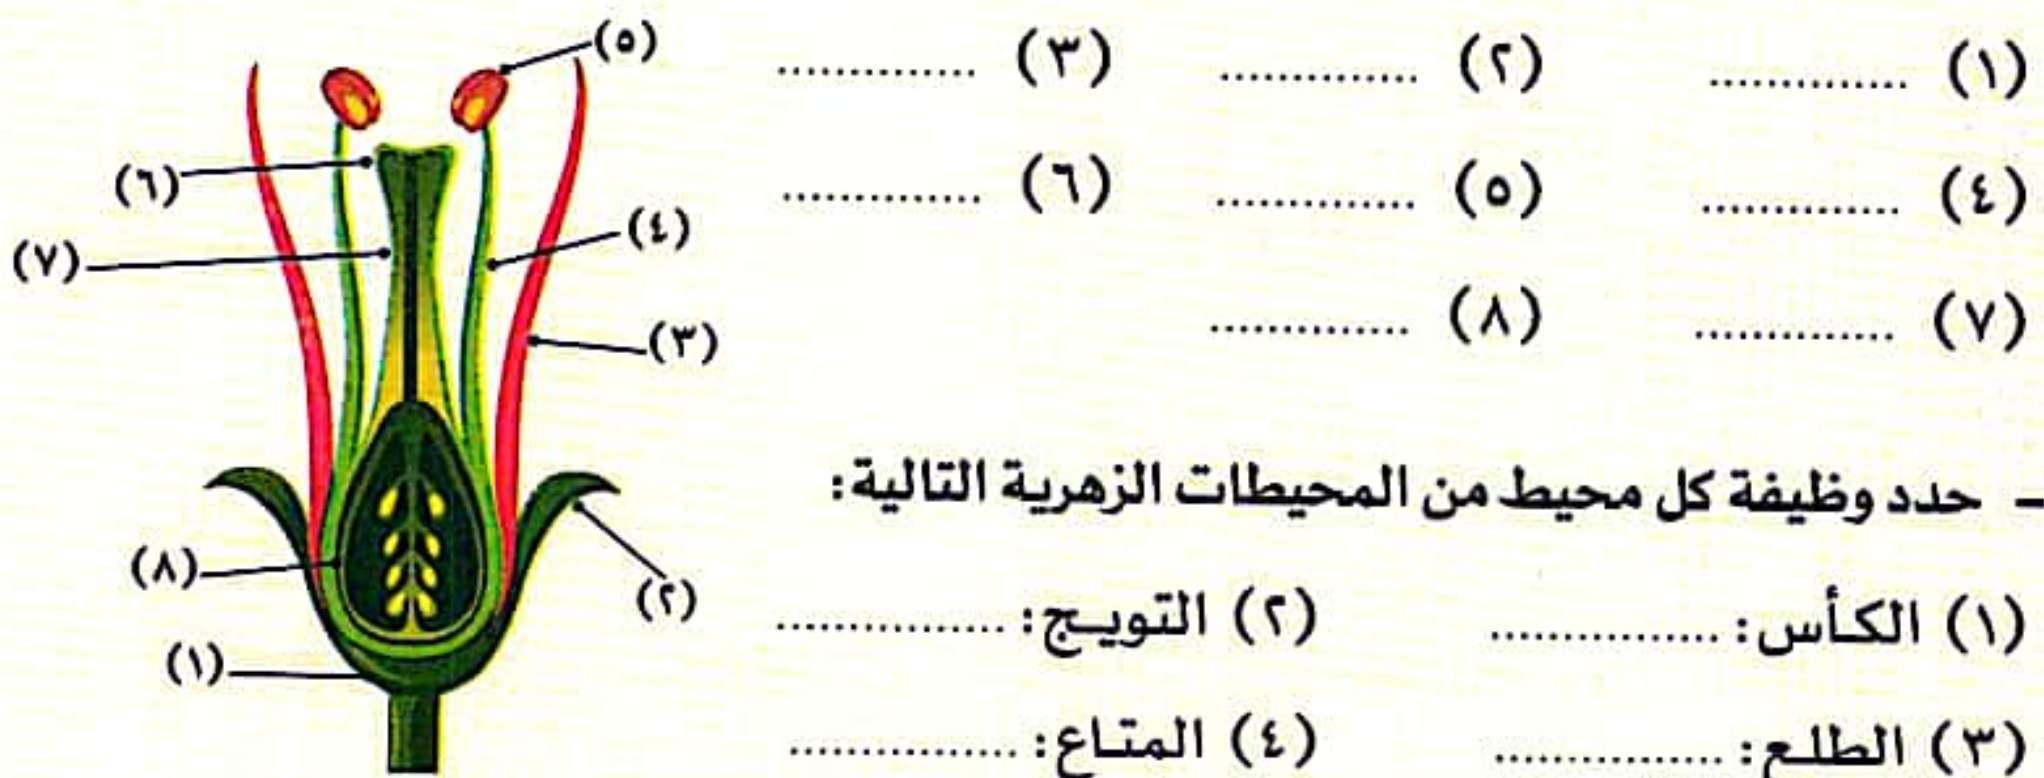 (١) .............. (٢) .............. (٣) ..............
(٤) .............. (٥) .............. (٦) ..............
(٧) .............. (٨) ..............
(٥)
(٦)
(٤)
(٧)
(٣)
(٨)
(٢)
(١)
– حدد وظيفة كل محيط من المحيطات الزهرية التالية:
(١) الكأس: .............. (٢) التويج: ..............
(٣) الطلع: .............. (٤) المتاع: ..............